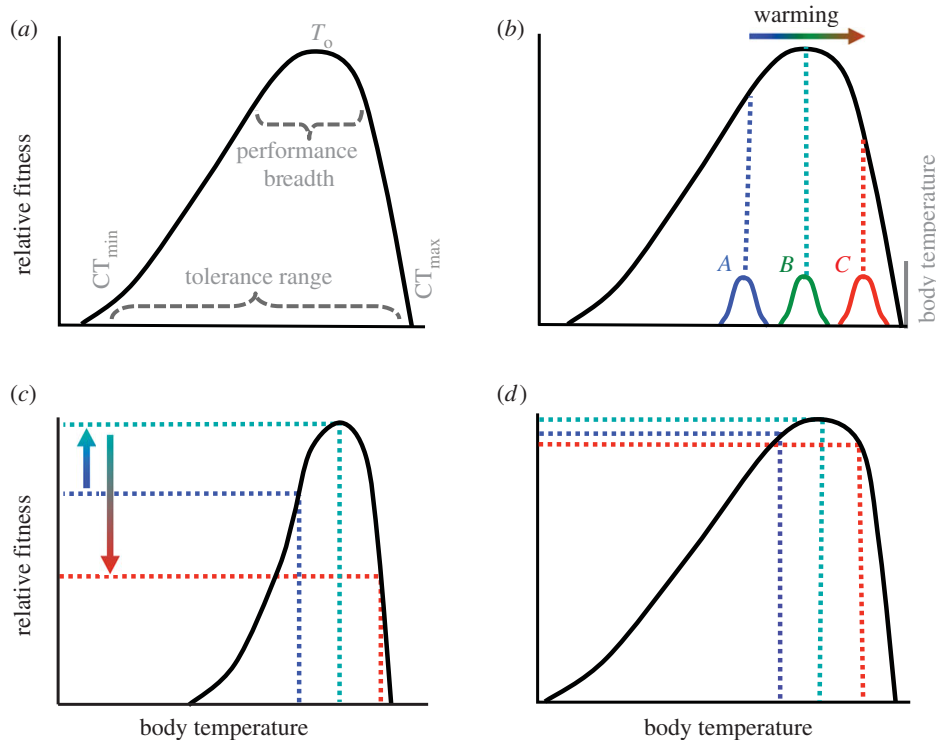 (a)
T_o
relative fitness
performance
breadth
CT_min
tolerance range
CT_max
(b)
warming
A
B
C
body temperature
(c)
relative fitness
body temperature
(d)
body temperature